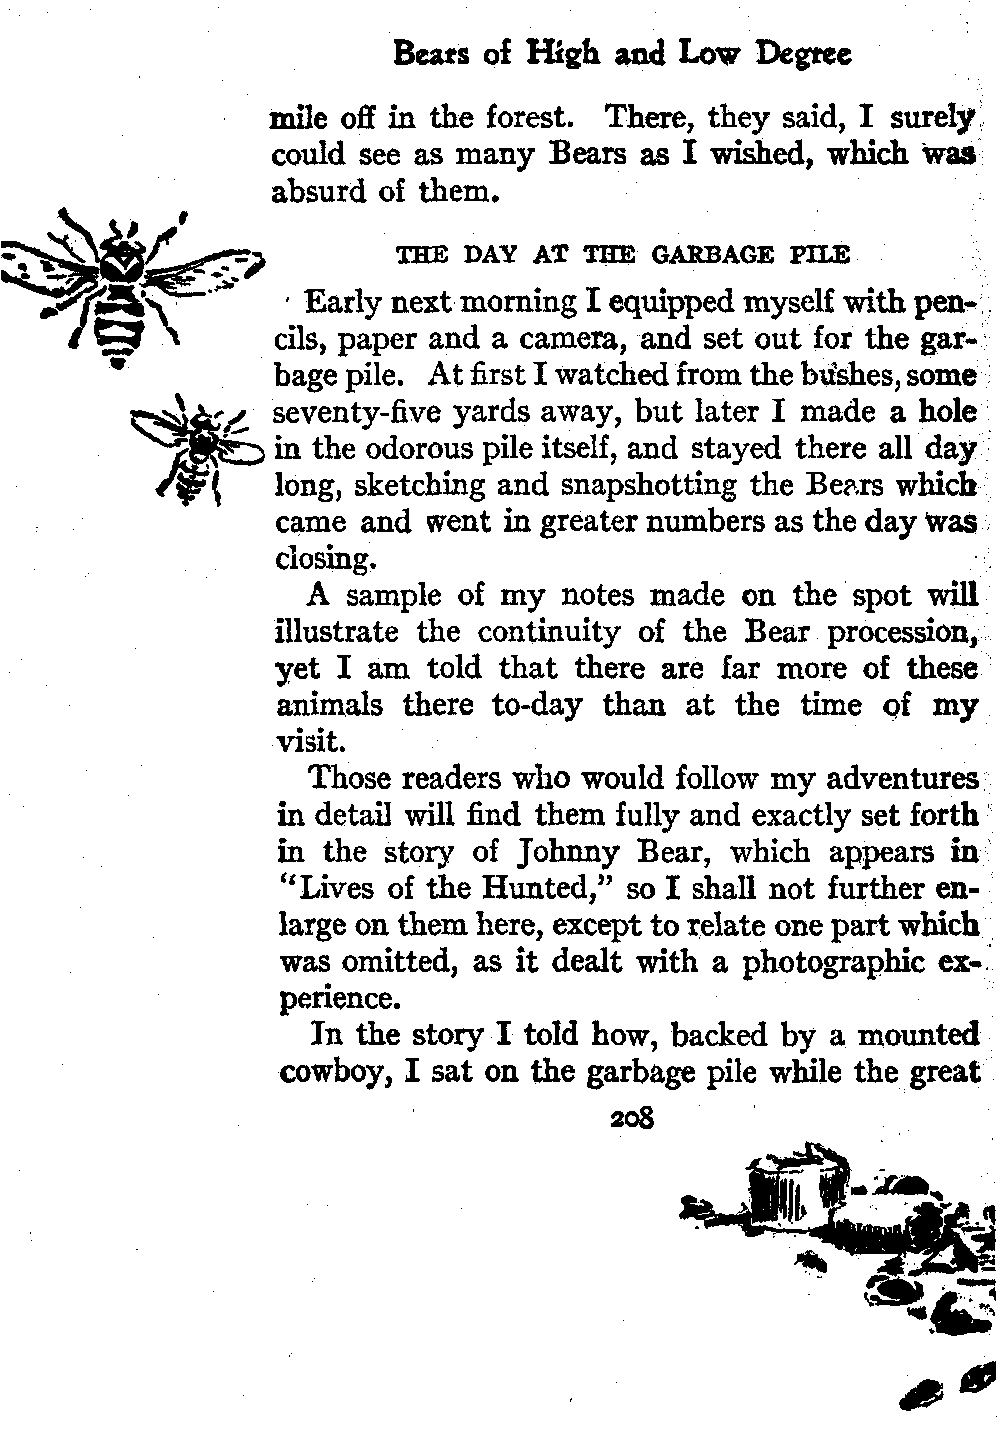 Bears of High and Low Degree
mile off in the forest. There, they said, I surely
could see as many Bears as I wished, which was
absurd of them.
THE DAY AT THE GARBAGE PILE
Early next morning I equipped myself with pen-
cils, paper and a camera, and set out for the gar-
bage pile. At first I watched from the bushes, some
seventy-five yards away, but later I made a hole
in the odorous pile itself, and stayed there all day
long, sketching and snapshotting the Bears which
came and went in greater numbers as the day was
closing.
A sample of my notes made on the spot will
illustrate the continuity of the Bear procession,
yet I am told that there are far more of these
animals there to-day than at the time of my
visit.
Those readers who would follow my adventures
in detail will find them fully and exactly set forth
in the story of Johnny Bear, which appears in
“Lives of the Hunted,” so I shall not further en-
large on them here, except to relate one part which
was omitted, as it dealt with a photographic ex-
perience.
In the story I told how, backed by a mounted
cowboy, I sat on the garbage pile while the great
208